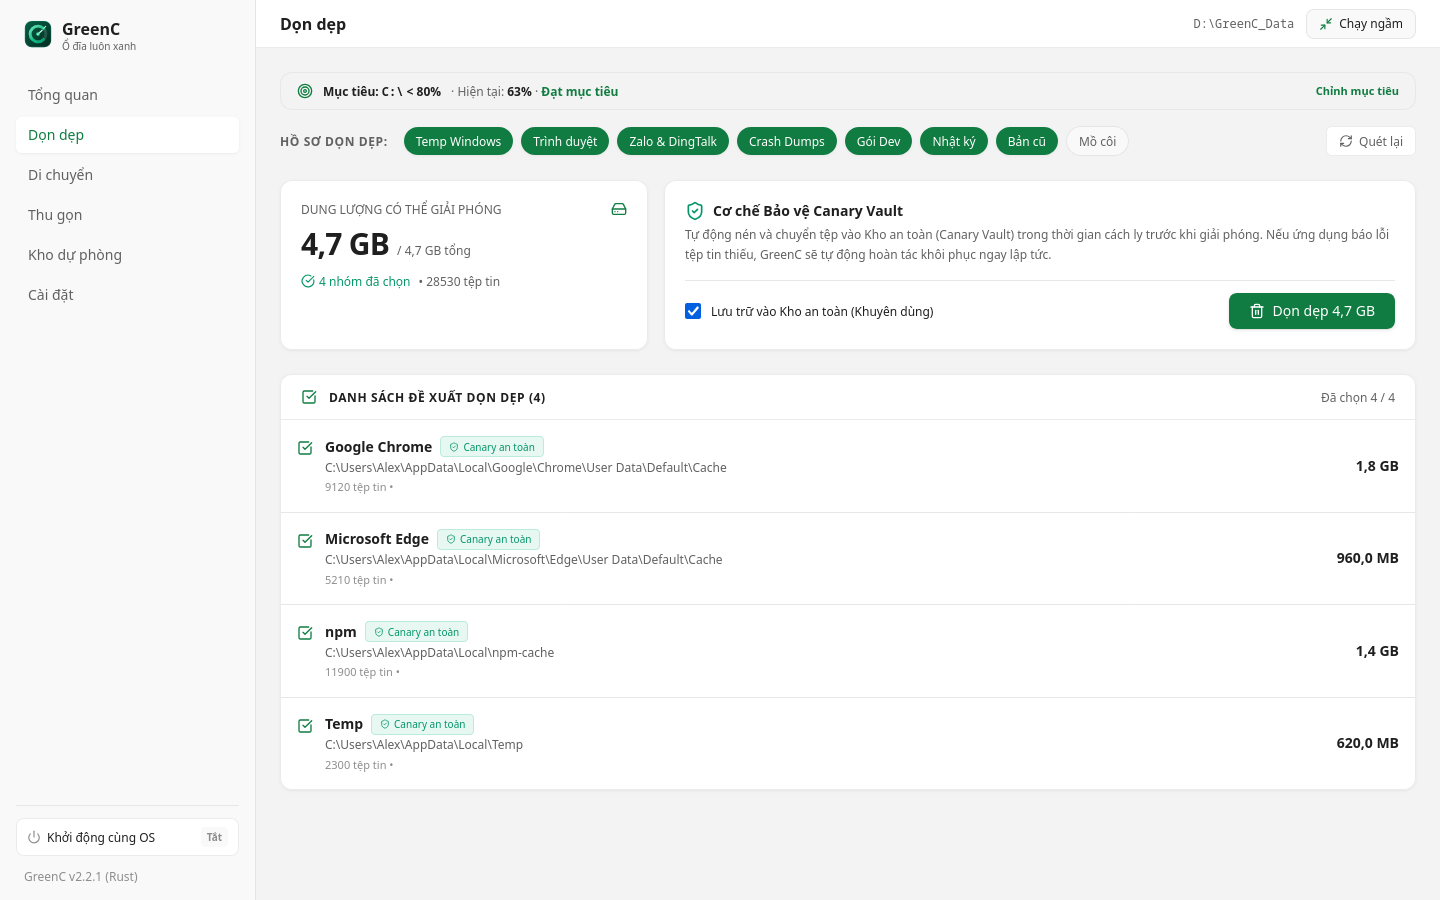 GreenC
Ổ đĩa luôn xanh
Tổng quan
Dọn dẹp
Di chuyển
Thu gọn
Kho dự phòng
Cài đặt
Khởi động cùng OS
Tắt
GreenC v2.2.1 (Rust)
Dọn dẹp
D:\GreenC_Data
Chạy ngầm
Mục tiêu: C:\ < 80% · Hiện tại: 63% · Đạt mục tiêu
Chỉnh mục tiêu
HỒ SƠ DỌN DẸP:
Temp Windows
Trình duyệt
Zalo & DingTalk
Crash Dumps
Gói Dev
Nhật ký
Bản cũ
Mồ côi
Quét lại
DUNG LƯỢNG CÓ THỂ GIẢI PHÓNG
4,7 GB / 4,7 GB tổng
4 nhóm đã chọn • 28530 tệp tin
Cơ chế Bảo vệ Canary Vault
Tự động nén và chuyển tệp vào Kho an toàn (Canary Vault) trong thời gian cách ly trước khi giải phóng. Nếu ứng dụng báo lỗi
tệp tin thiếu, GreenC sẽ tự động hoàn tác khôi phục ngay lập tức.
Lưu trữ vào Kho an toàn (Khuyên dùng)
Dọn dẹp 4,7 GB
DANH SÁCH ĐỀ XUẤT DỌN DẸP (4)
Đã chọn 4 / 4
Google Chrome
Canary an toàn
C:\Users\Alex\AppData\Local\Google\Chrome\User Data\Default\Cache
9120 tệp tin •
1,8 GB
Microsoft Edge
Canary an toàn
C:\Users\Alex\AppData\Local\Microsoft\Edge\User Data\Default\Cache
5210 tệp tin •
960,0 MB
npm
Canary an toàn
C:\Users\Alex\AppData\Local\npm-cache
11900 tệp tin •
1,4 GB
Temp
Canary an toàn
C:\Users\Alex\AppData\Local\Temp
2300 tệp tin •
620,0 MB